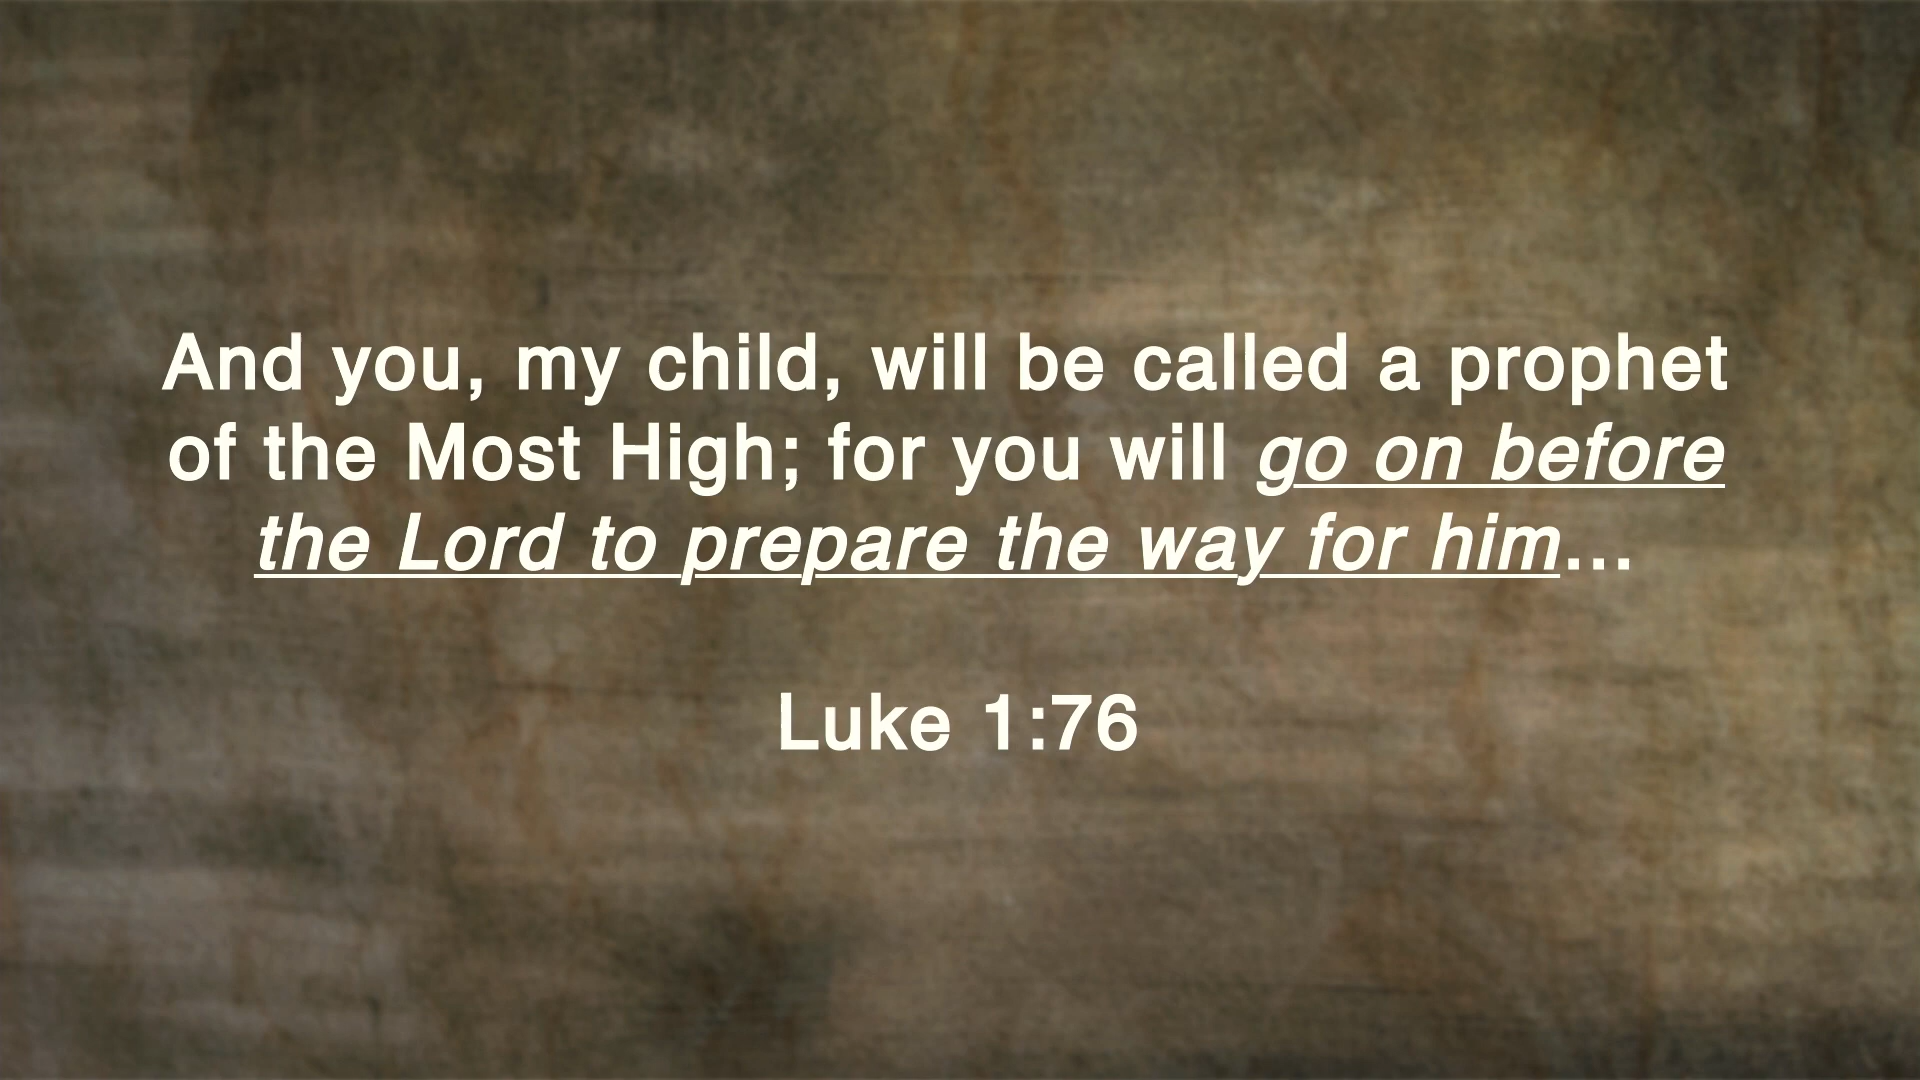 And you, my child, will be called a prophet
of the Most High; for you will go on before
the Lord to prepare the way for him…
Luke 1:76